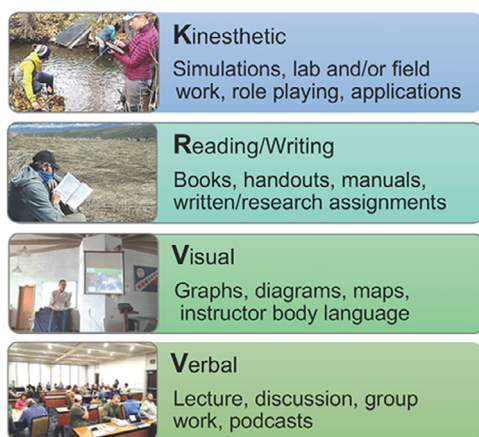 Kinesthetic
Simulations, lab and/or field
work, role playing, applications
Reading/Writing
Books, handouts, manuals,
written/research assignments
Visual
Graphs, diagrams, maps,
instructor body language
Verbal
Lecture, discussion, group
work, podcasts